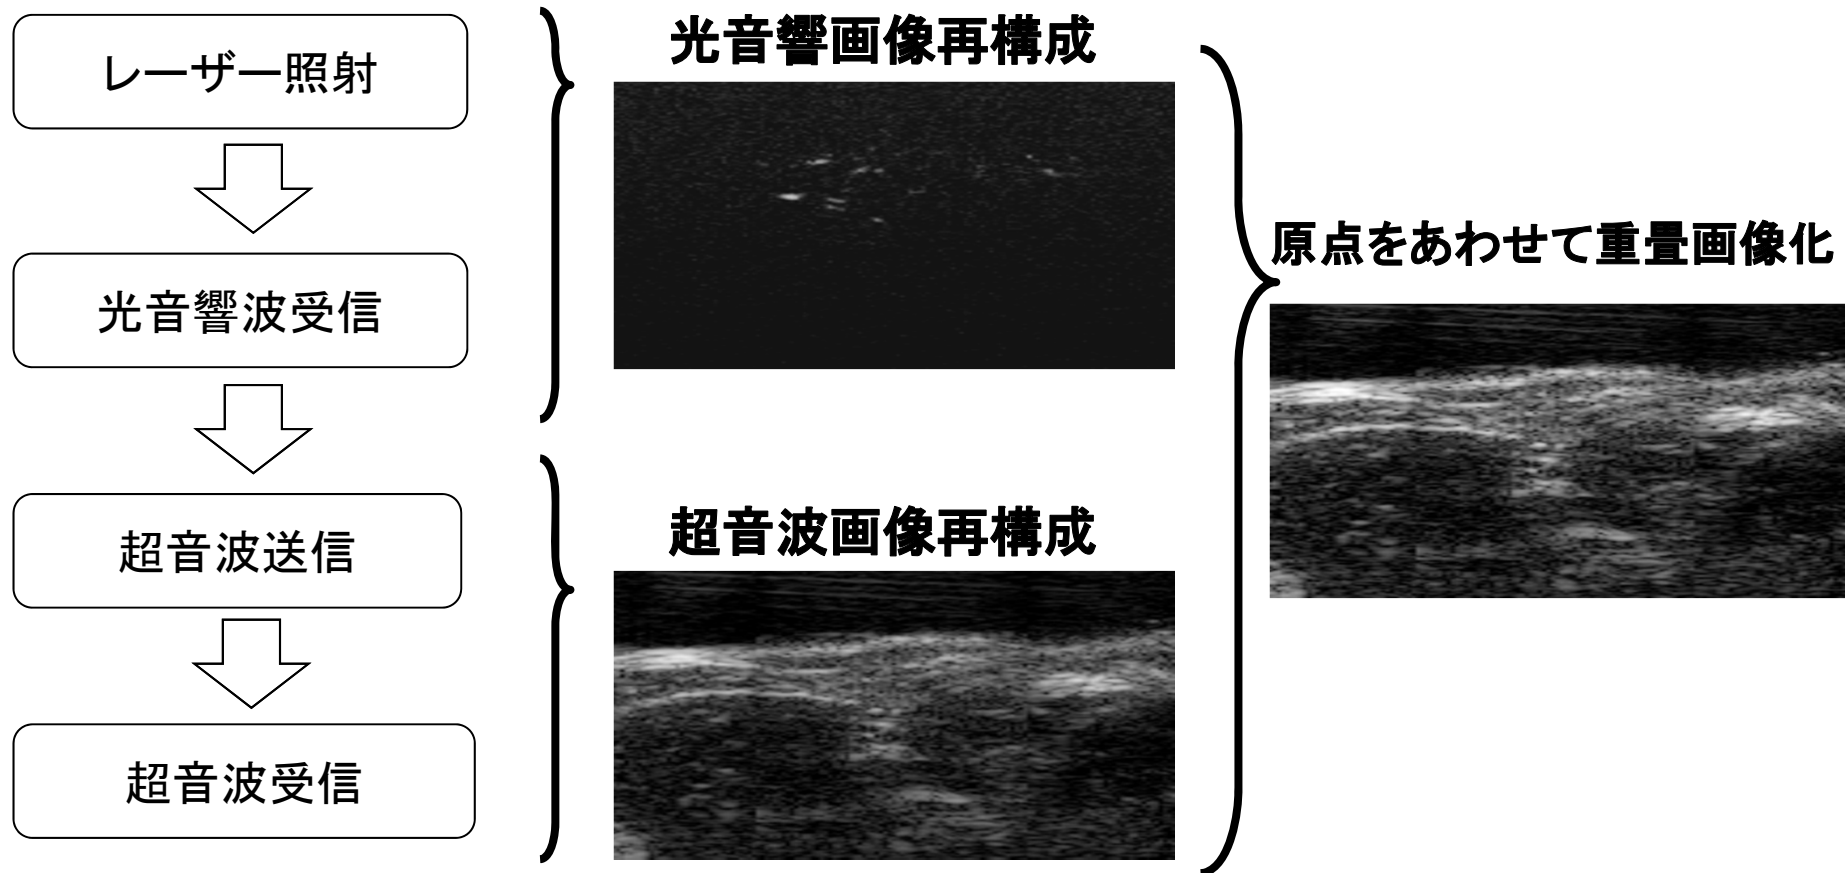 レーザー照射
光音響波受信
超音波送信
超音波受信
光音響画像再構成
超音波画像再構成
原点をあわせて重畳画像化